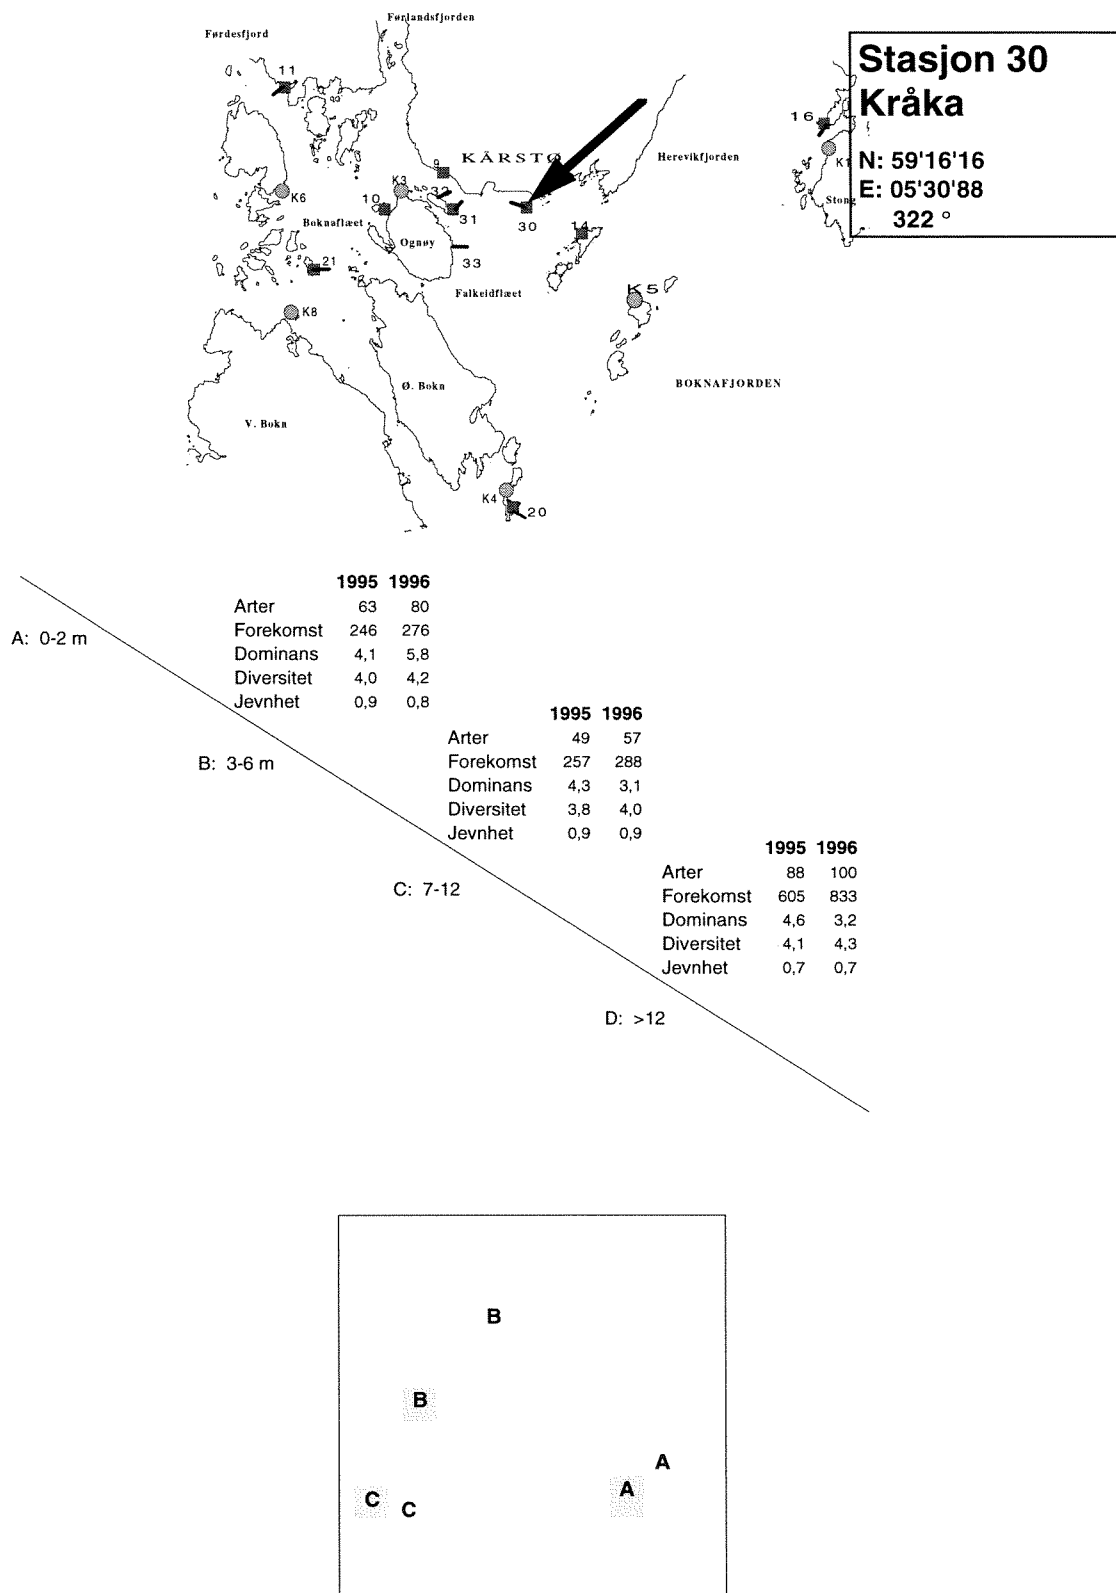 Førlandsfjorden
Førdesfjord
11
Stasjon 30
Kråka
N: 59'16'16
E: 05'30'88
322 °
16
K1
Stong
KÅRSTØ
Herevikfjorden
9
K3
32
K6
10
31
30
14
Boknaflæet
Ognøy
33
21
Falkeidflæet
K5
K8
Ø. Bokn
BOKNAFJORDEN
V. Bokn
K4
20
1995 1996
Arter 63 80
A: 0-2 m
Forekomst 246 276
Dominans 4,1 5,8
Diversitet 4,0 4,2
Jevnhet 0,9 0,8
1995 1996
Arter 49 57
B: 3-6 m
Forekomst 257 288
Dominans 4,3 3,1
Diversitet 3,8 4,0
Jevnhet 0,9 0,9
1995 1996
Arter 88 100
C: 7-12
Forekomst 605 833
Dominans 4,6 3,2
Diversitet 4,1 4,3
Jevnhet 0,7 0,7
D: >12
B
B
A
A
C
C